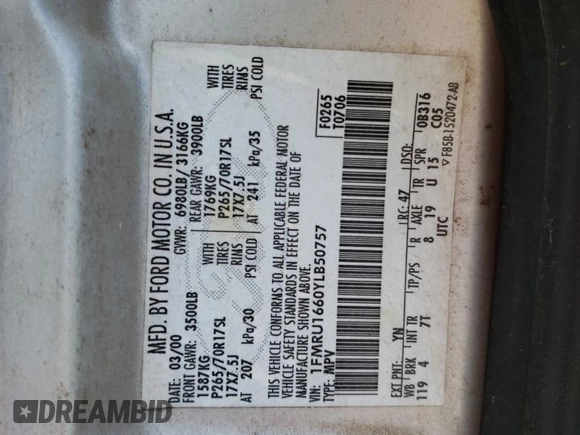 MFD. BY FORD MOTOR CO. IN U.S.A.
DATE: 03/00 GVWR: 6980LB/ 3166KG
FRONT GAWR: 3500LB REAR GAWR: 3900LB
1587KG WITH 1769KG WITH
P265/70R17SL TIRES P265/70R17SL TIRES
17X7.5J RIMS 17X7.5J RIMS
AT 207 kPa/30 PSI COLD AT 241 kPa/35 PSI COLD
THIS VEHICLE CONFORMS TO ALL APPLICABLE FEDERAL MOTOR
VEHICLE SAFETY STANDARDS IN EFFECT ON THE DATE OF
MANUFACTURE SHOWN ABOVE.
VIN: 1FMRU1660YLB50757
TYPE: MPV
F0265
T0706
EXT PNT: YN RC: 47 DSO:
WB BRK INT TR TP/PS R AXLE TR SPR
119 4 7T 8 19 U 15
UTC
0B316
C05
▽F85B-1520472-AB
DREAMBID